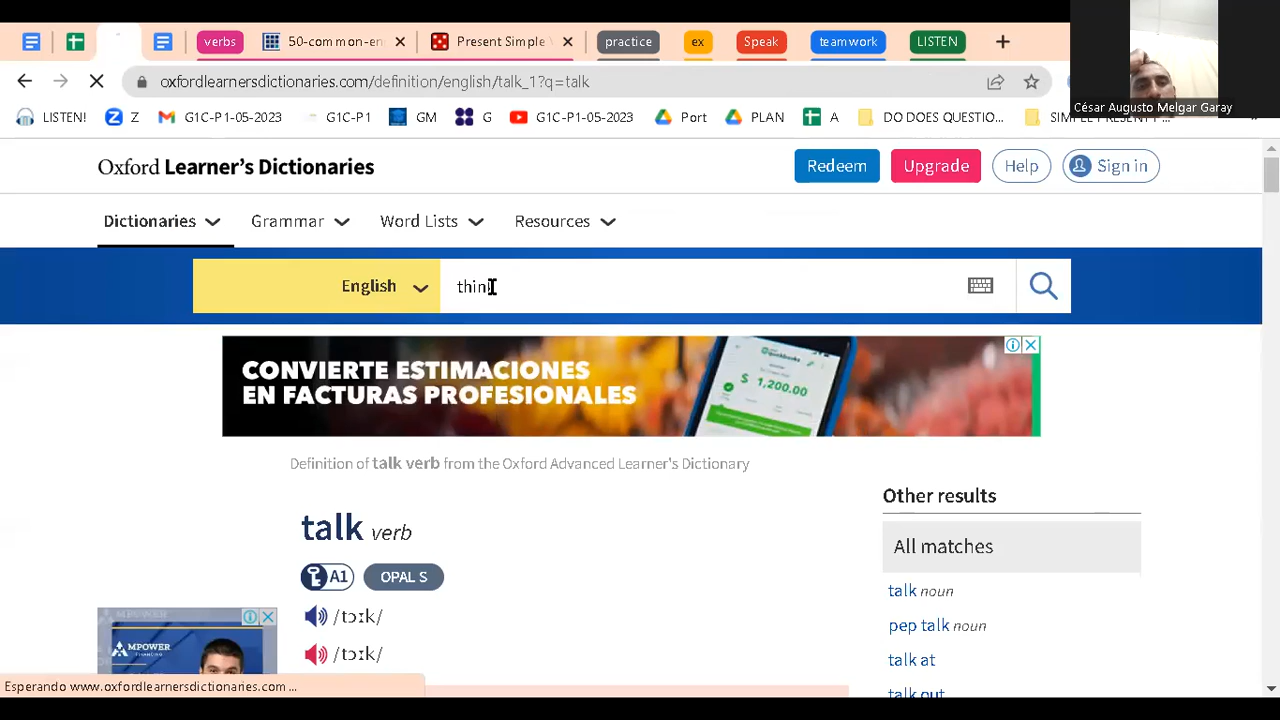 verbs
50-common-en
Present Simple
practice
ex
Speak
teamwork
LISTEN
oxfordlearnersdictionaries.com/definition/english/talk_1?q=talk
César Augusto Melgar Garay
LISTEN!
Z
G1C-P1-05-2023
G1C-P1
GM
G
G1C-P1-05-2023
Port
PLAN
A
DO DOES QUESTIO...
Oxford Learner's Dictionaries
Redeem
Upgrade
Help
Sign in
Dictionaries
Grammar
Word Lists
Resources
English
CONVIERTE ESTIMACIONES
EN FACTURAS PROFESIONALES
quickbooks
$ 1,200.00
Definition of talk verb from the Oxford Advanced Learner's Dictionary
Other results
talk verb
All matches
A1
OPAL S
talk noun
/tɔːk/
pep talk noun
MPOWER
/tɔːk/
talk at
talk out
Esperando www.oxfordlearnersdictionaries.com ...